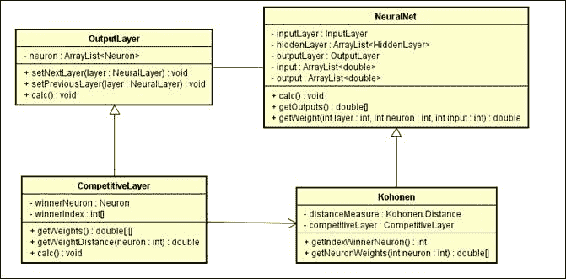 OutputLayer
- neuron : ArrayList<Neuron>
+ setNextLayer(layer : NeuralLayer) : void
+ setPreviousLayer(layer : NeuralLayer) : void
+ calc() : void
NeuralNet
- inputLayer : InputLayer
- hiddenLayer : ArrayList<HiddenLayer>
- outputLayer : OutputLayer
- input : ArrayList<double>
- output : ArrayList<double>
+ calc() : void
+ getOutputs() : double[]
+ getWeight(int layer : int, int neuron : int, int input : int) : double
CompetitiveLayer
- winnerNeuron : Neuron
- winnerIndex : int[]
+ getWeights() : double[][]
+ getWeightDistance(neuron : int) : double
+ calc() : void
Kohonen
- distanceMeasure : Kohonen.Distance
- competitiveLayer : CompetitiveLayer
+ getIndexWinnerNeuron() : int
+ getNeuronWeights(int neuron : int) : double[]